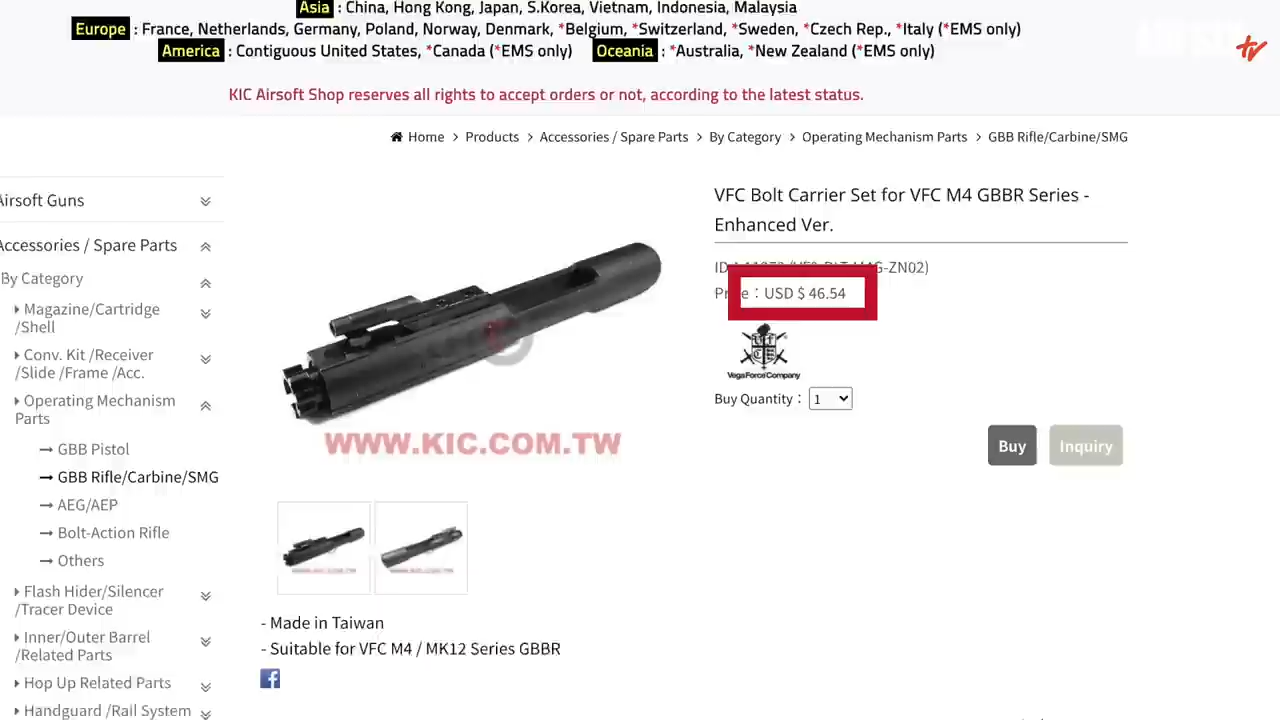 Asia : China, Hong Kong, Japan, S.Korea, Vietnam, Indonesia, Malaysia
Europe : France, Netherlands, Germany, Poland, Norway, Denmark, *Belgium, *Switzerland, *Sweden, *Czech Rep., *Italy (*EMS only)
America : Contiguous United States, *Canada (*EMS only) Oceania : *Australia, *New Zealand (*EMS only)
tv
KIC Airsoft Shop reserves all rights to accept orders or not, according to the latest status.
Home > Products > Accessories / Spare Parts > By Category > Operating Mechanism Parts > GBB Rifle/Carbine/SMG
Airsoft Guns
Accessories / Spare Parts
By Category
Magazine/Cartridge
/Shell
Conv. Kit /Receiver
/Slide /Frame /Acc.
Operating Mechanism
Parts
→ GBB Pistol
→ GBB Rifle/Carbine/SMG
→ AEG/AEP
→ Bolt-Action Rifle
→ Others
Flash Hider/Silencer
/Tracer Device
Inner/Outer Barrel
/Related Parts
Hop Up Related Parts
Handguard /Rail System
WWW.KIC.COM.TW
VFC Bolt Carrier Set for VFC M4 GBBR Series -
Enhanced Ver.
Price：USD $ 46.54
VegaForceCompany
Buy Quantity： 1
Buy Inquiry
- Made in Taiwan
- Suitable for VFC M4 / MK12 Series GBBR